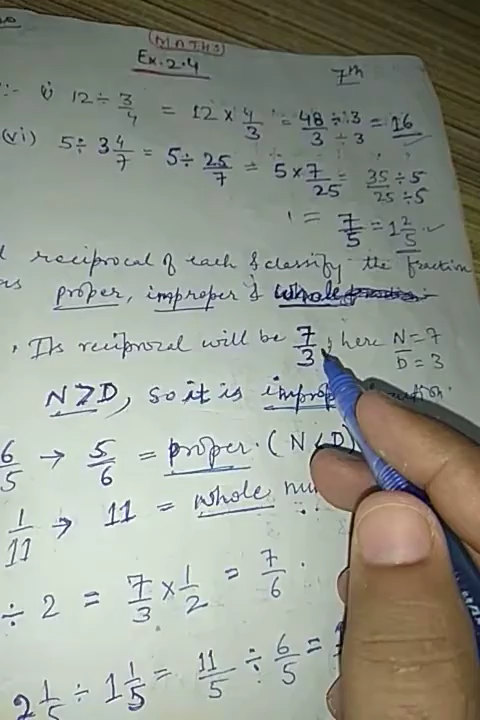 MATHS
Ex. 2.4
7th
:- i) 12 ÷ 3/4 = 12 × 4/3 = 48/3 ÷3/÷3 = 16
(vi) 5 ÷ 3 4/7 = 5 ÷ 25/7 = 5 × 7/25 = 35/25 ÷5/÷5
= 7/5 = 1 2/5
reciprocal of each & classify the fraction
as proper, improper & whole
Its reciprocal will be 7/3, here N = 7
D = 3
N > D, so it is improp
6/5 → 5/6 = proper. (N < D)
1/11 → 11 = whole
÷ 2 = 7/3 × 1/2 = 7/6.
2 1/5 ÷ 1 1/5 = 11/5 ÷ 6/5 =